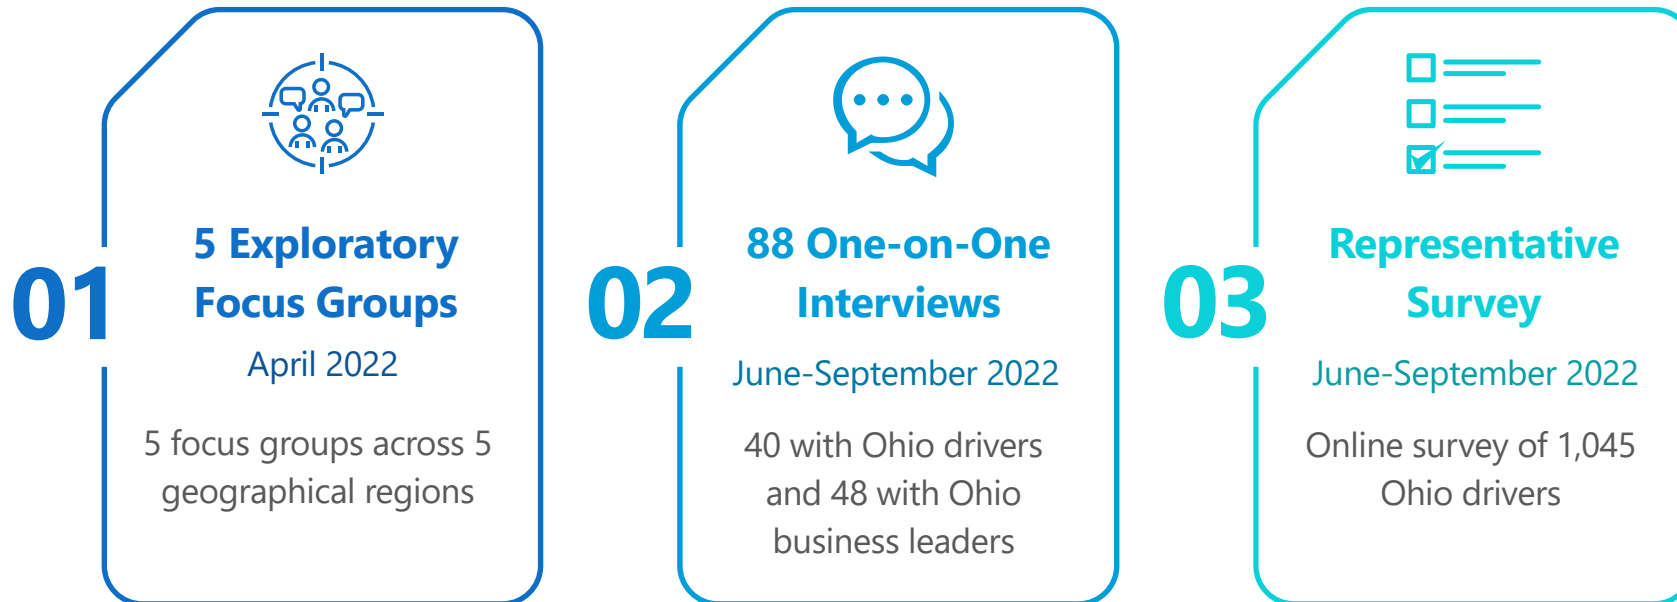 01
5 Exploratory
Focus Groups
April 2022
5 focus groups across 5
geographical regions
02
88 One-on-One
Interviews
June-September 2022
40 with Ohio drivers
and 48 with Ohio
business leaders
03
Representative
Survey
June-September 2022
Online survey of 1,045
Ohio drivers